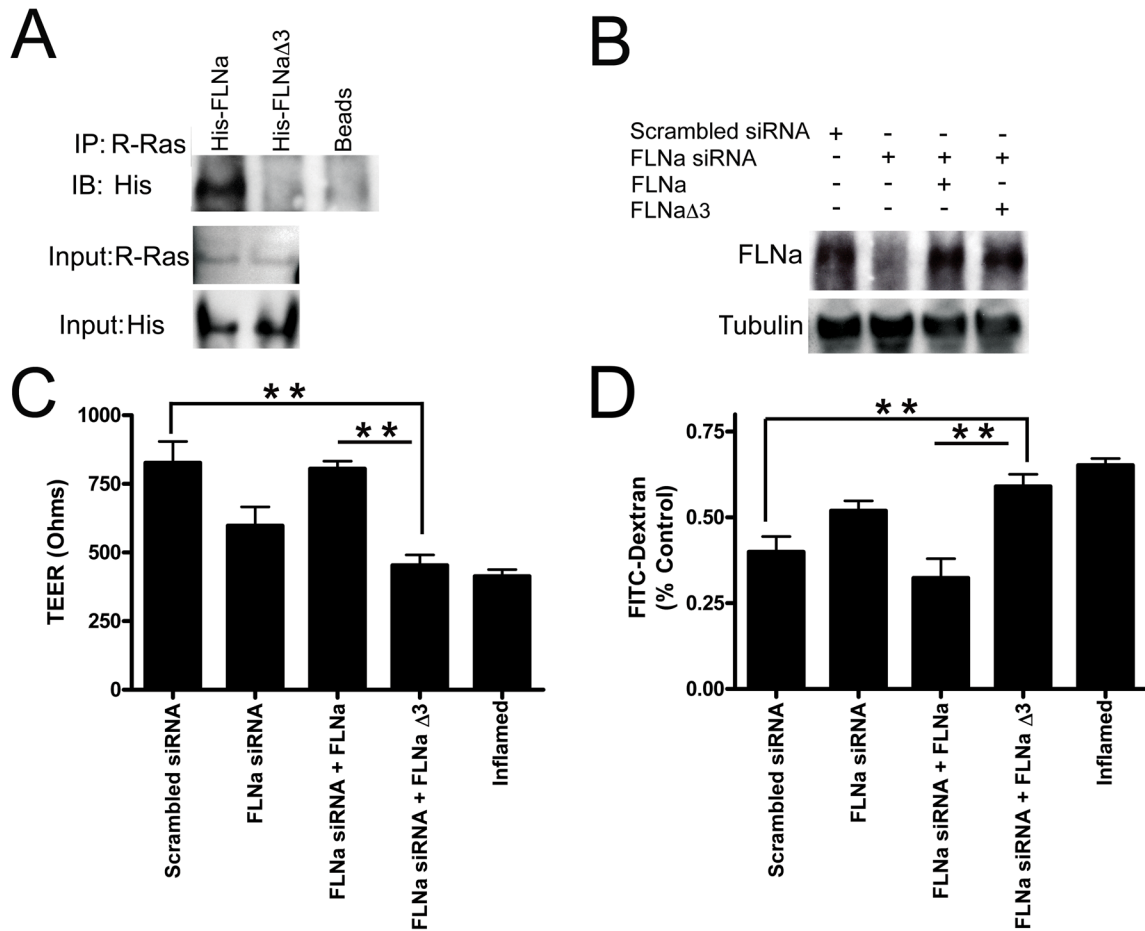 A
His-FLNa
His-FLNaΔ3
Beads
IP: R-Ras
IB: His
Input:R-Ras
Input:His
B
Scrambled siRNA + - - -
FLNa siRNA - + + +
FLNa - - + -
FLNaΔ3 - - - +
FLNa
Tubulin
C
TEER (Ohms)
1000
750
500
250
0
* *
* *
Scrambled siRNA
FLNa siRNA
FLNa siRNA + FLNa
FLNa siRNA + FLNa Δ3
Inflamed
D
FITC-Dextran
(% Control)
0.75
0.50
0.25
0.00
* *
* *
Scrambled siRNA
FLNa siRNA
FLNa siRNA + FLNa
FLNa siRNA + FLNa Δ3
Inflamed